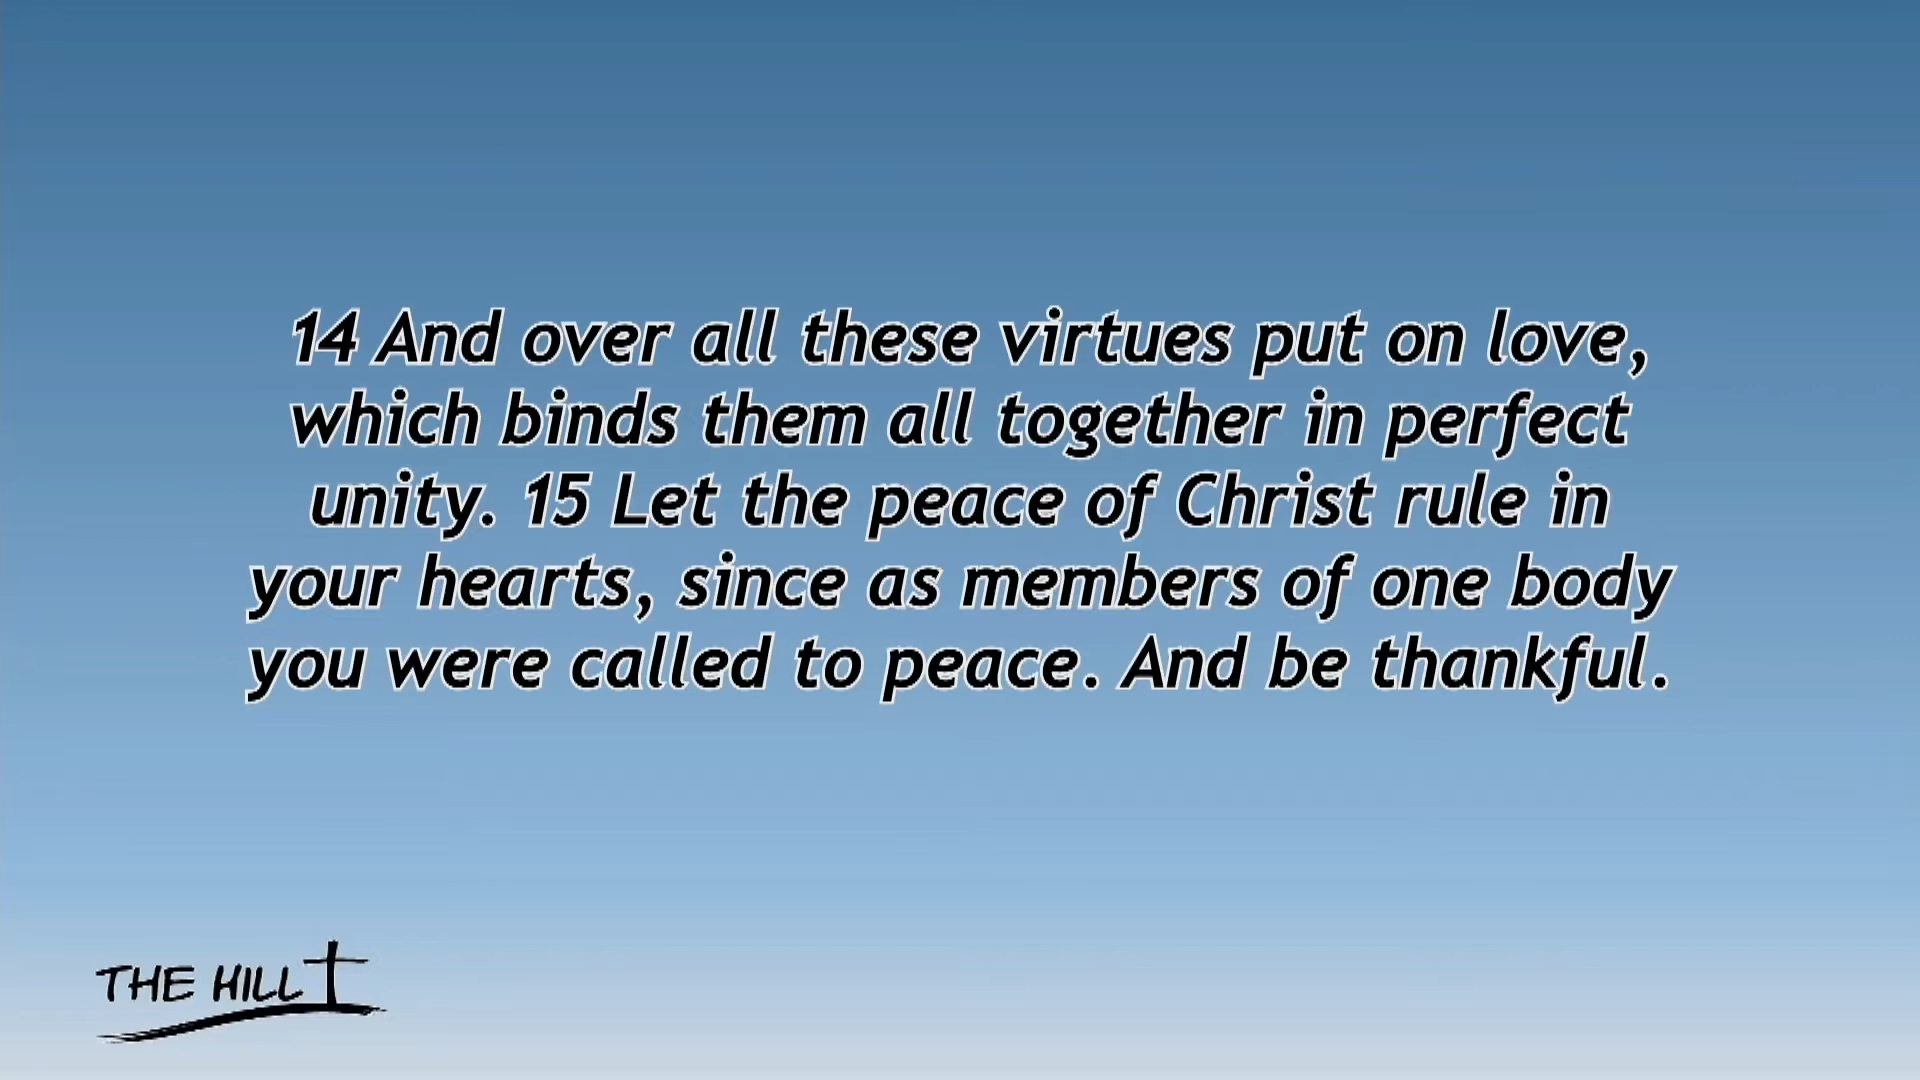 14 And over all these virtues put on love,
which binds them all together in perfect
unity. 15 Let the peace of Christ rule in
your hearts, since as members of one body
you were called to peace. And be thankful.
THE HILL